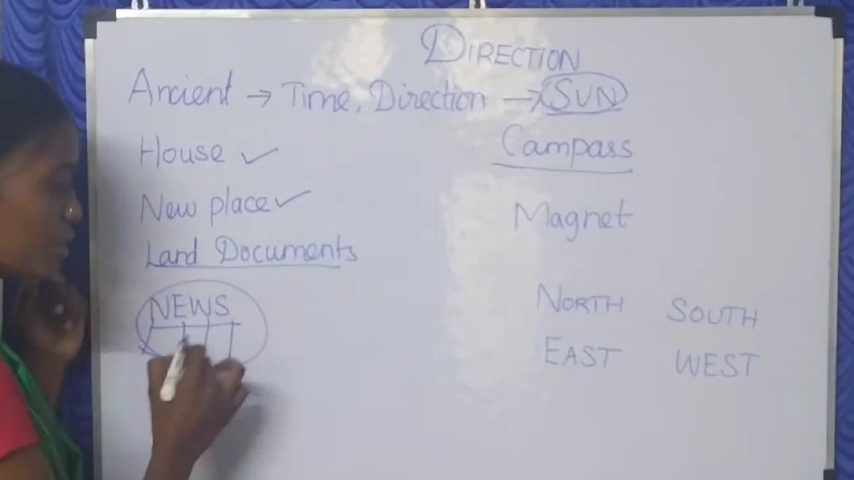 DIRECTION
Ancient → Time, Direction → SUN
House ✓
Campass
New place ✓
Magnet
Land Documents
NEWS
NORTH SOUTH
EAST WEST